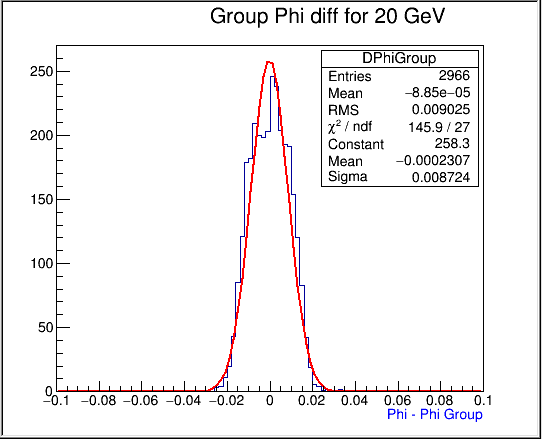 Group Phi diff for 20 GeV
DPhiGroup
Entries 2966
Mean −8.85e−05
RMS 0.009025
χ² / ndf 145.9 / 27
Constant 258.3
Mean −0.0002307
Sigma 0.008724
250
200
150
100
50
0
−0.1 −0.08 −0.06 −0.04 −0.02 0 0.02 0.04 0.06 0.08 0.1
Phi - Phi Group